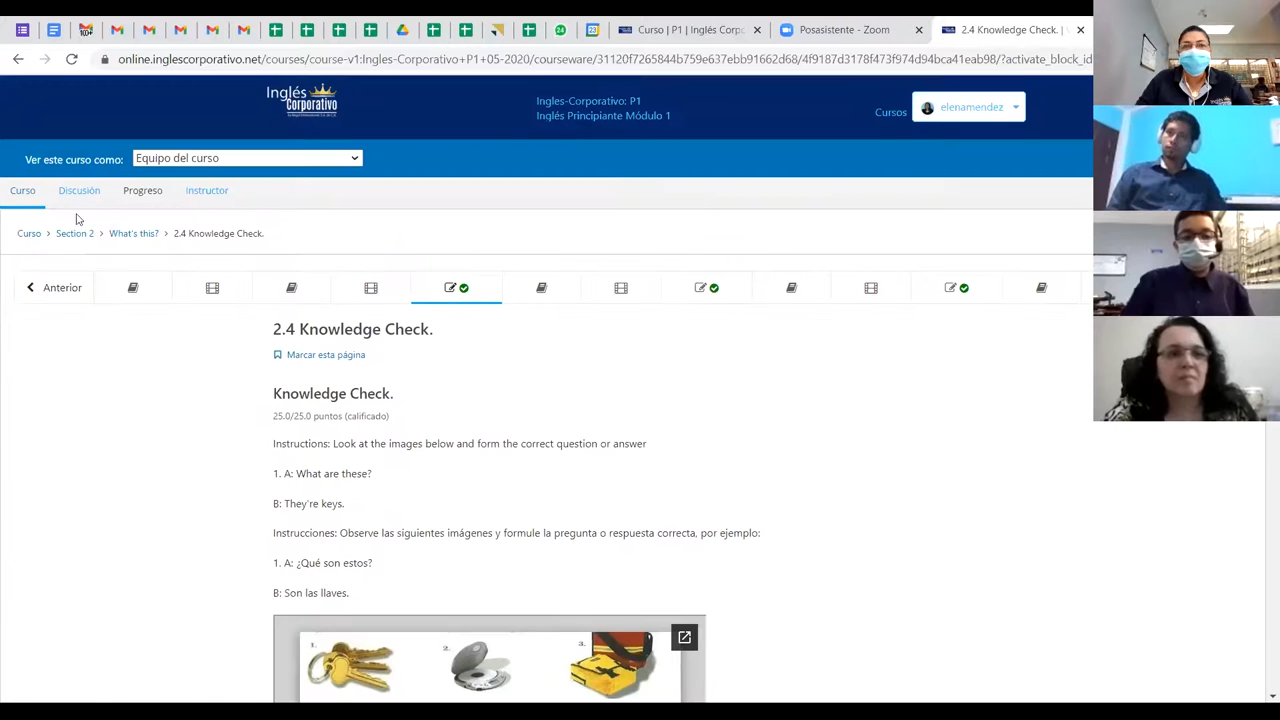 Curso | P1 | Inglés Corpo
Posasistente - Zoom
2.4 Knowledge Check. |
online.inglescorporativo.net/courses/course-v1:Ingles-Corporativo+P1+05-2020/courseware/31120f7265844b759e637ebb91662d68/4f9187d3178f473f974d94bca41eab98/?activate_block_id
Inglés
Corporativo
Ingles-Corporativo: P1
Inglés Principiante Módulo 1
Cursos
elenamendez
Ver este curso como:
Equipo del curso
Curso
Discusión
Progreso
Instructor
Curso > Section 2 > What's this? > 2.4 Knowledge Check.
Anterior
2.4 Knowledge Check.
Marcar esta página
Knowledge Check.
25.0/25.0 puntos (calificado)
Instructions: Look at the images below and form the correct question or answer
1. A: What are these?
B: They're keys.
Instrucciones: Observe las siguientes imágenes y formule la pregunta o respuesta correcta, por ejemplo:
1. A: ¿Qué son estos?
B: Son las llaves.
1.
2.
3.